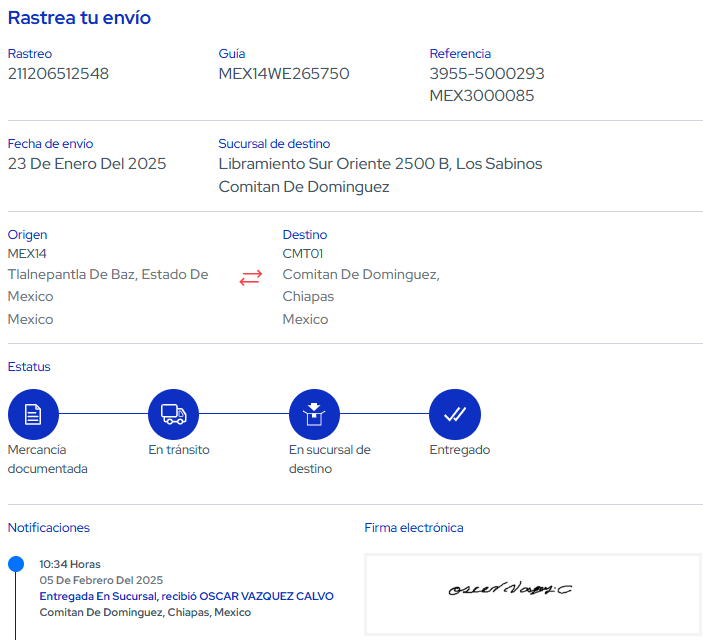 Rastrea tu envío
Rastreo
211206512548
Guía
MEX14WE265750
Referencia
3955-5000293
MEX3000085
Fecha de envío
23 De Enero Del 2025
Sucursal de destino
Libramiento Sur Oriente 2500 B, Los Sabinos
Comitan De Dominguez
Origen
MEX14
Tlalnepantla De Baz, Estado De
Mexico
Mexico
Destino
CMT01
Comitan De Dominguez,
Chiapas
Mexico
Estatus
Mercancía
documentada
En tránsito
En sucursal de
destino
Entregado
Notificaciones
10:34 Horas
05 De Febrero Del 2025
Entregada En Sucursal, recibió OSCAR VAZQUEZ CALVO
Comitan De Dominguez, Chiapas, Mexico
Firma electrónica